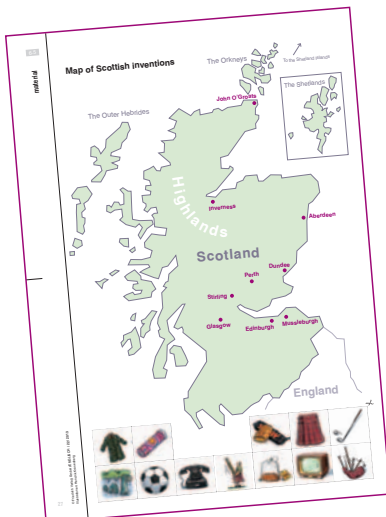 material
Map of Scottish inventions
The Orkneys
To the Shetland Islands
The Shetlands
John O'Groats
The Outer Hebrides
Highlands
Inverness
Aberdeen
Scotland
Dundee
Perth
Stirling
Glasgow
Edinburgh
Mussleburgh
England